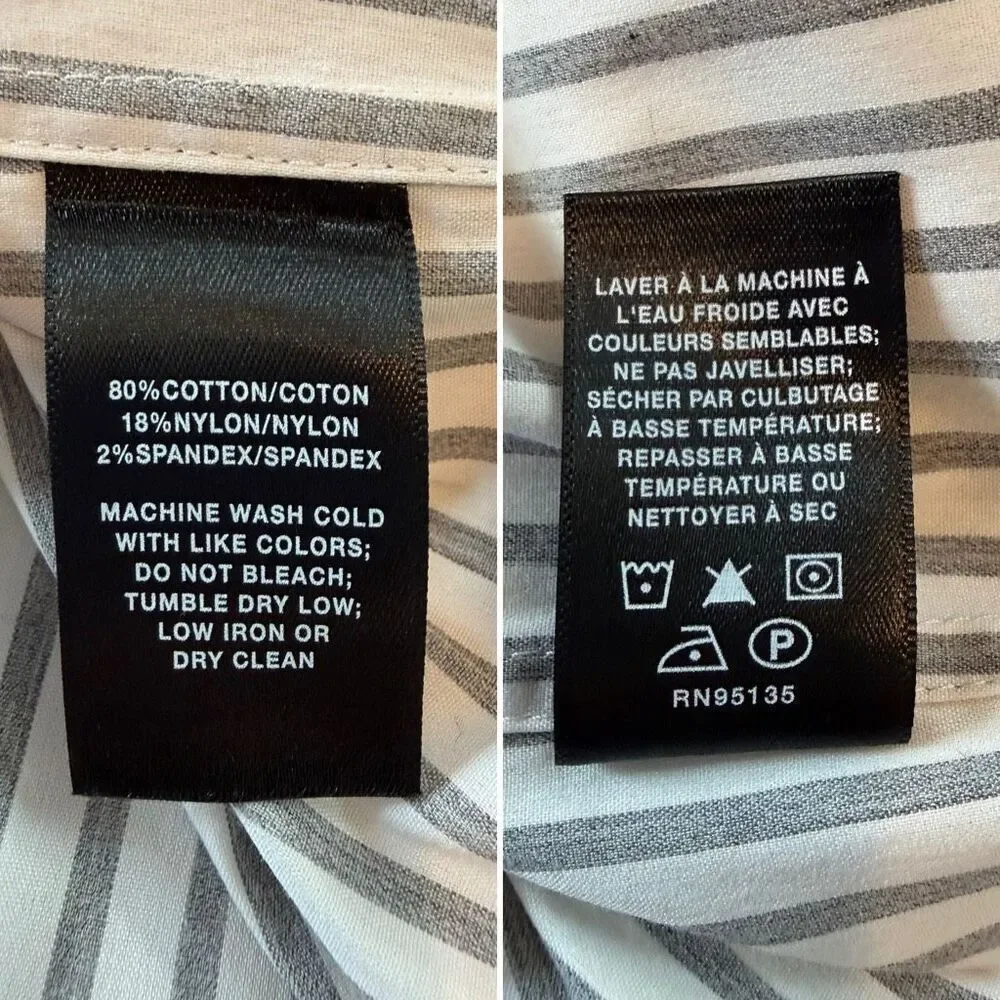 80%COTTON/COTON
18%NYLON/NYLON
2%SPANDEX/SPANDEX
MACHINE WASH COLD
WITH LIKE COLORS;
DO NOT BLEACH;
TUMBLE DRY LOW;
LOW IRON OR
DRY CLEAN
LAVER À LA MACHINE À
L'EAU FROIDE AVEC
COULEURS SEMBLABLES;
NE PAS JAVELLISER;
SÉCHER PAR CULBUTAGE
À BASSE TEMPÉRATURE;
REPASSER À BASSE
TEMPÉRATURE OU
NETTOYER À SEC
P
RN95135